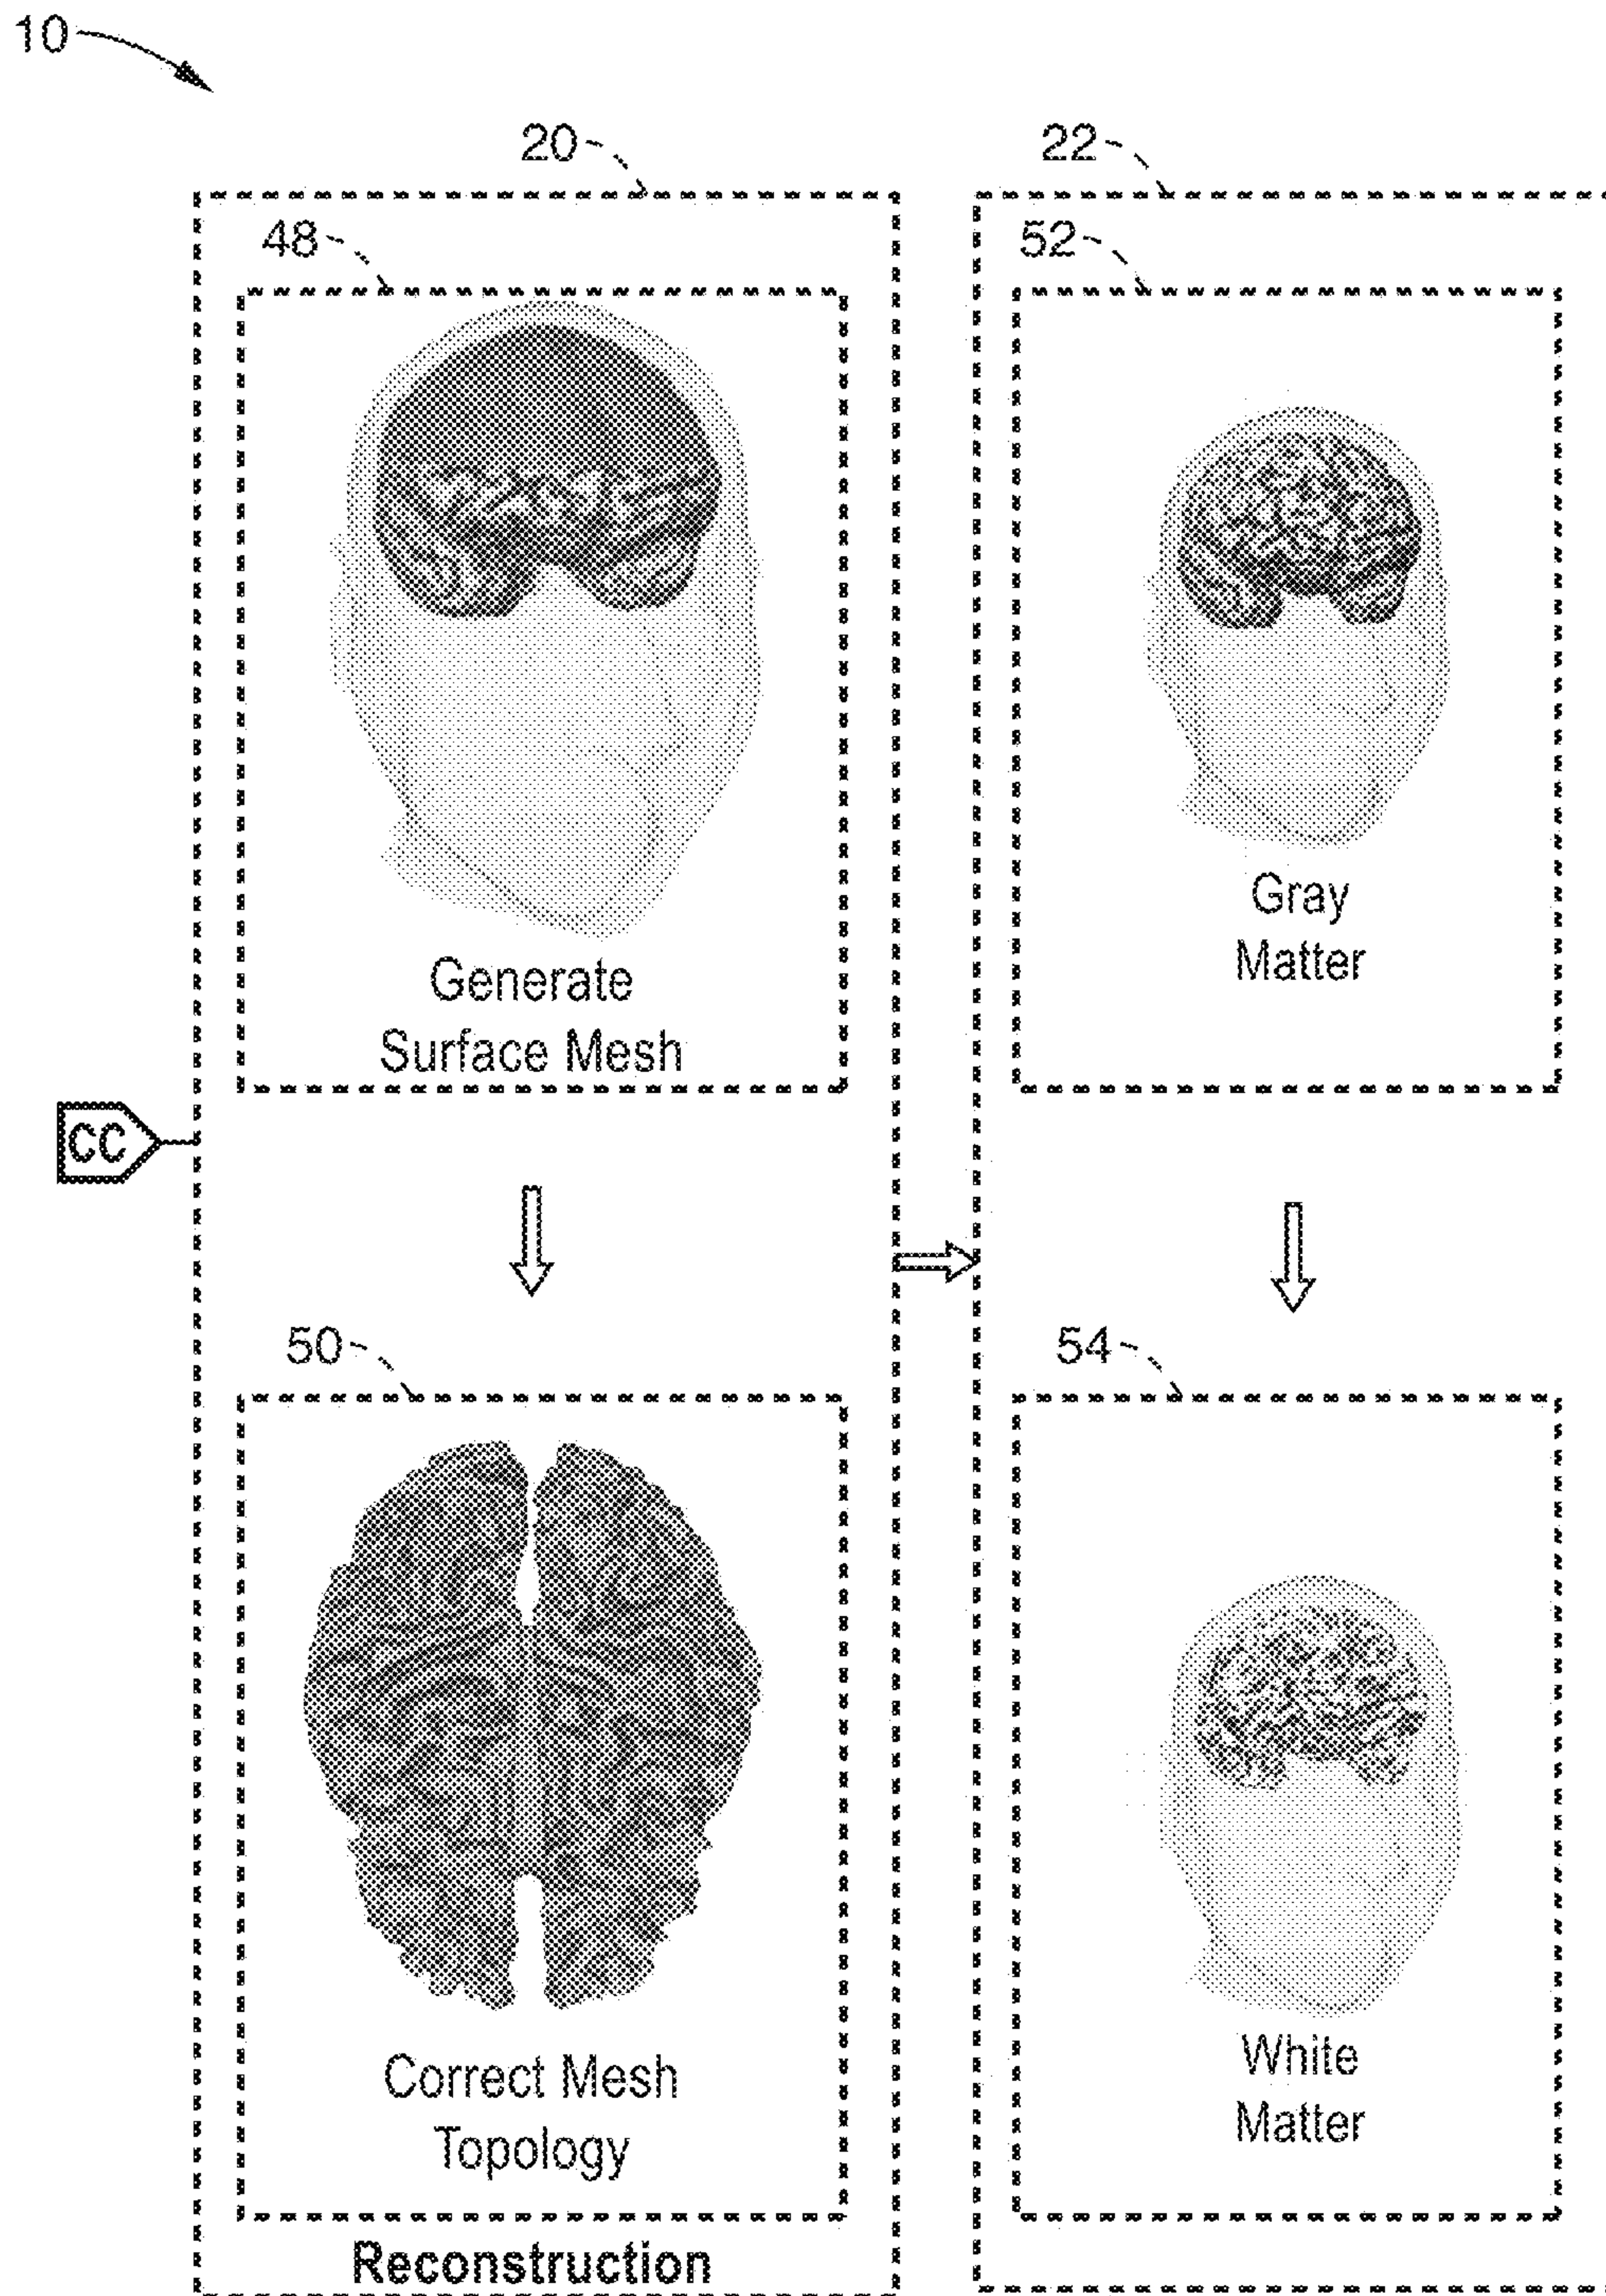 10
20
22
48
52
Generate
Surface Mesh
Gray
Matter
CC
50
54
Correct Mesh
Topology
White
Matter
Reconstruction